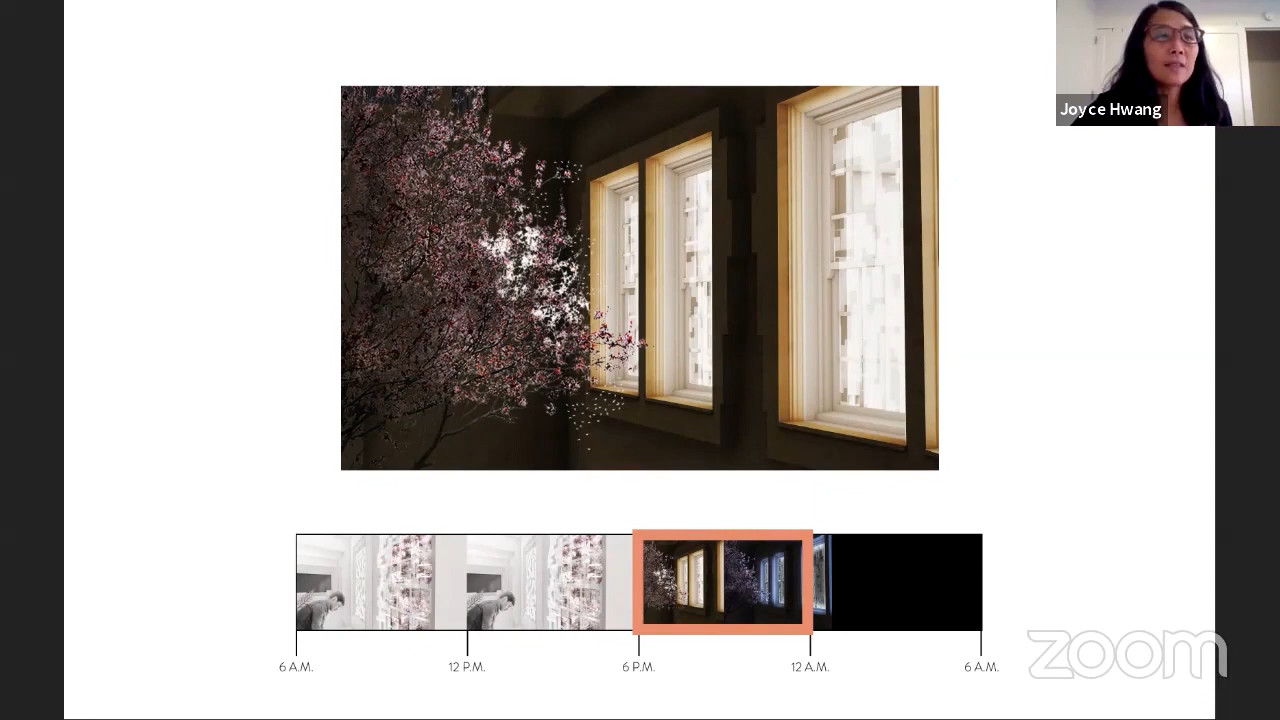 Joyce Hwang
6 A.M.
12 P.M.
6 P.M.
12 A.M.
6 A.M.
zoom